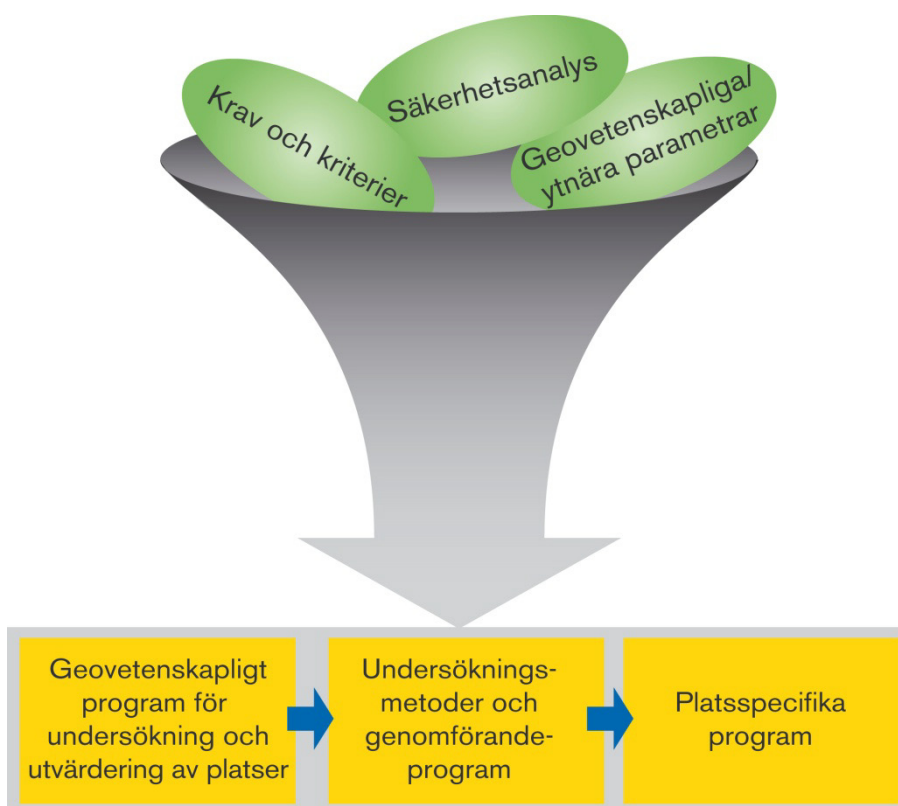 Krav och kriterier
Säkerhetsanalys
Geovetenskapliga/
ytnära parametrar
Geovetenskapligt
program för
undersökning och
utvärdering av platser
Undersöknings-
metoder och
genomförande-
program
Platsspecifika
program